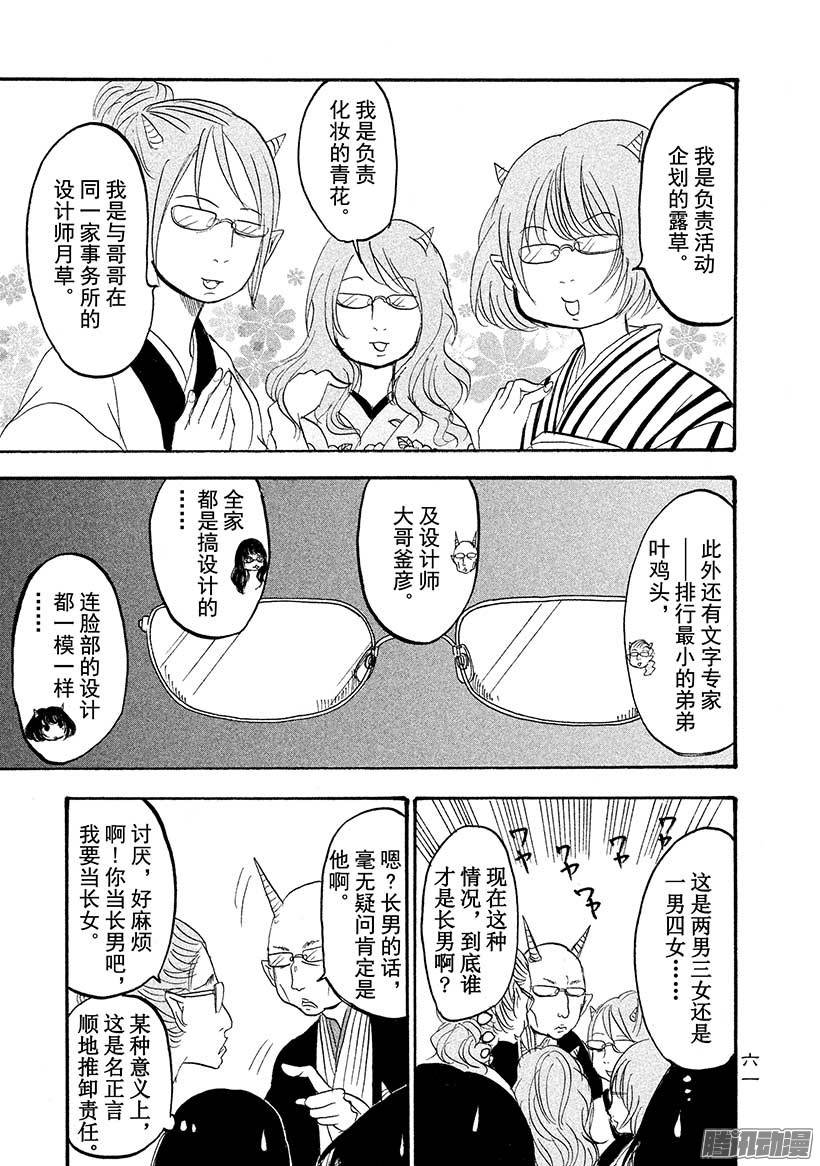 我是负责活动
企划的露草。
我是负责
化妆的青花。
我是与哥哥在
同一家事务所的
设计师月草。
此外还有文字专家
——排行最小的弟弟
叶鸡头，
及设计师
大哥釜彦。
全家
都是搞设计的
……
连脸部的设计
都一模一样
……
这是两男三女还是
一男四女……
ワヤ
ワヤ
ワヤ
ワヤ
现在这种
情况，到底谁
才是长男啊？
嗯？长男的话，
毫无疑问肯定是
他啊。
讨厌，好麻烦
啊！你当长男吧，
我要当长女。
某种意义上，
这是名正言
顺地推卸责任。
六一
腾讯动漫